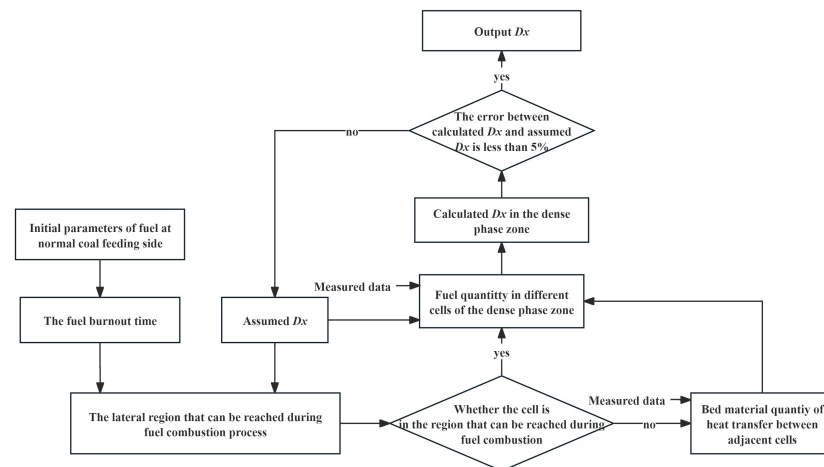 Output Dx
yes
The error between
calculated Dx and assumed
Dx is less than 5%
no
Calculated Dx in the dense
phase zone
Initial parameters of fuel at
normal coal feeding side
Measured data
Fuel quantitty in different
cells of the dense phase zone
The fuel burnout time
Assumed Dx
yes
The lateral region that can be reached during
fuel combustion process
Whether the cell is
in the region that can be reached during
fuel combustion
no
Measured data
Bed material quantiy of
heat transfer between
adjacent cells